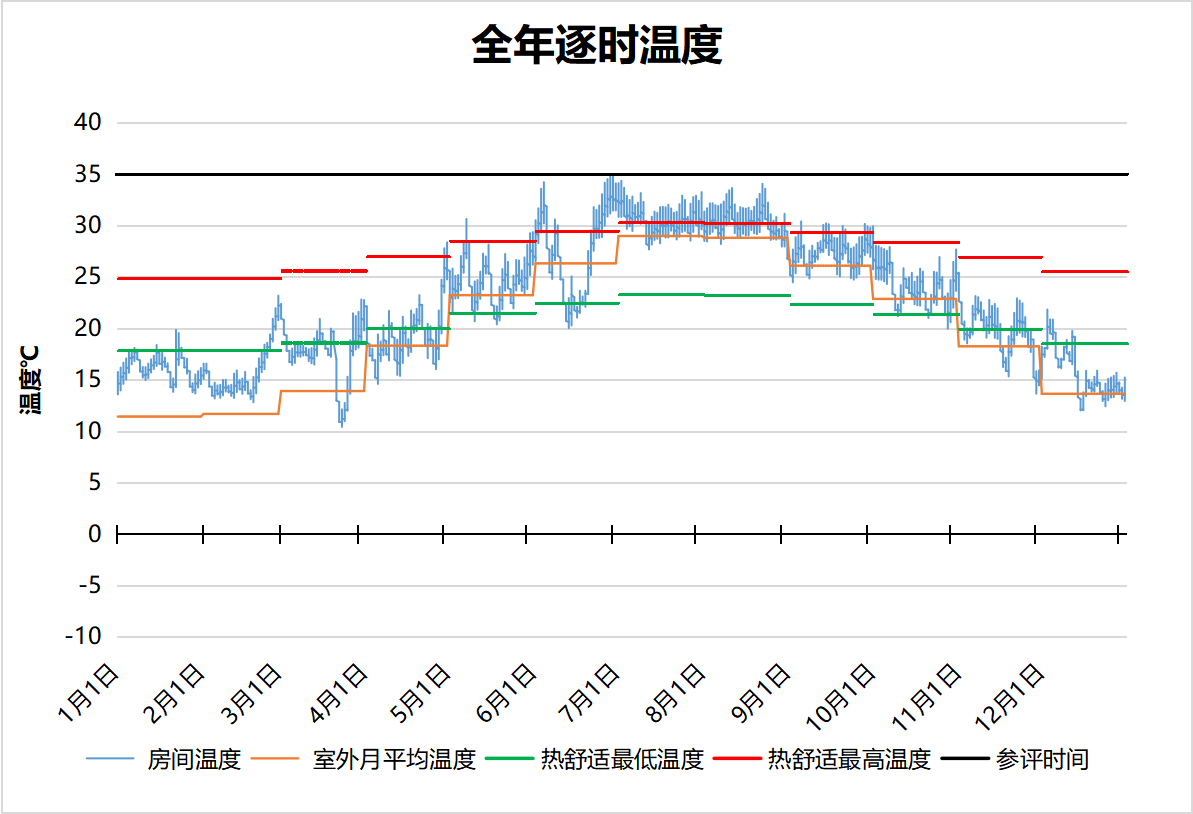 全年逐时温度
40
35
30
25
20
15
10
5
0
-5
-10
温度℃
1月1日
2月1日
3月1日
4月1日
5月1日
6月1日
7月1日
8月1日
9月1日
10月1日
11月1日
12月1日
房间温度 室外月平均温度 热舒适最低温度 热舒适最高温度 参评时间